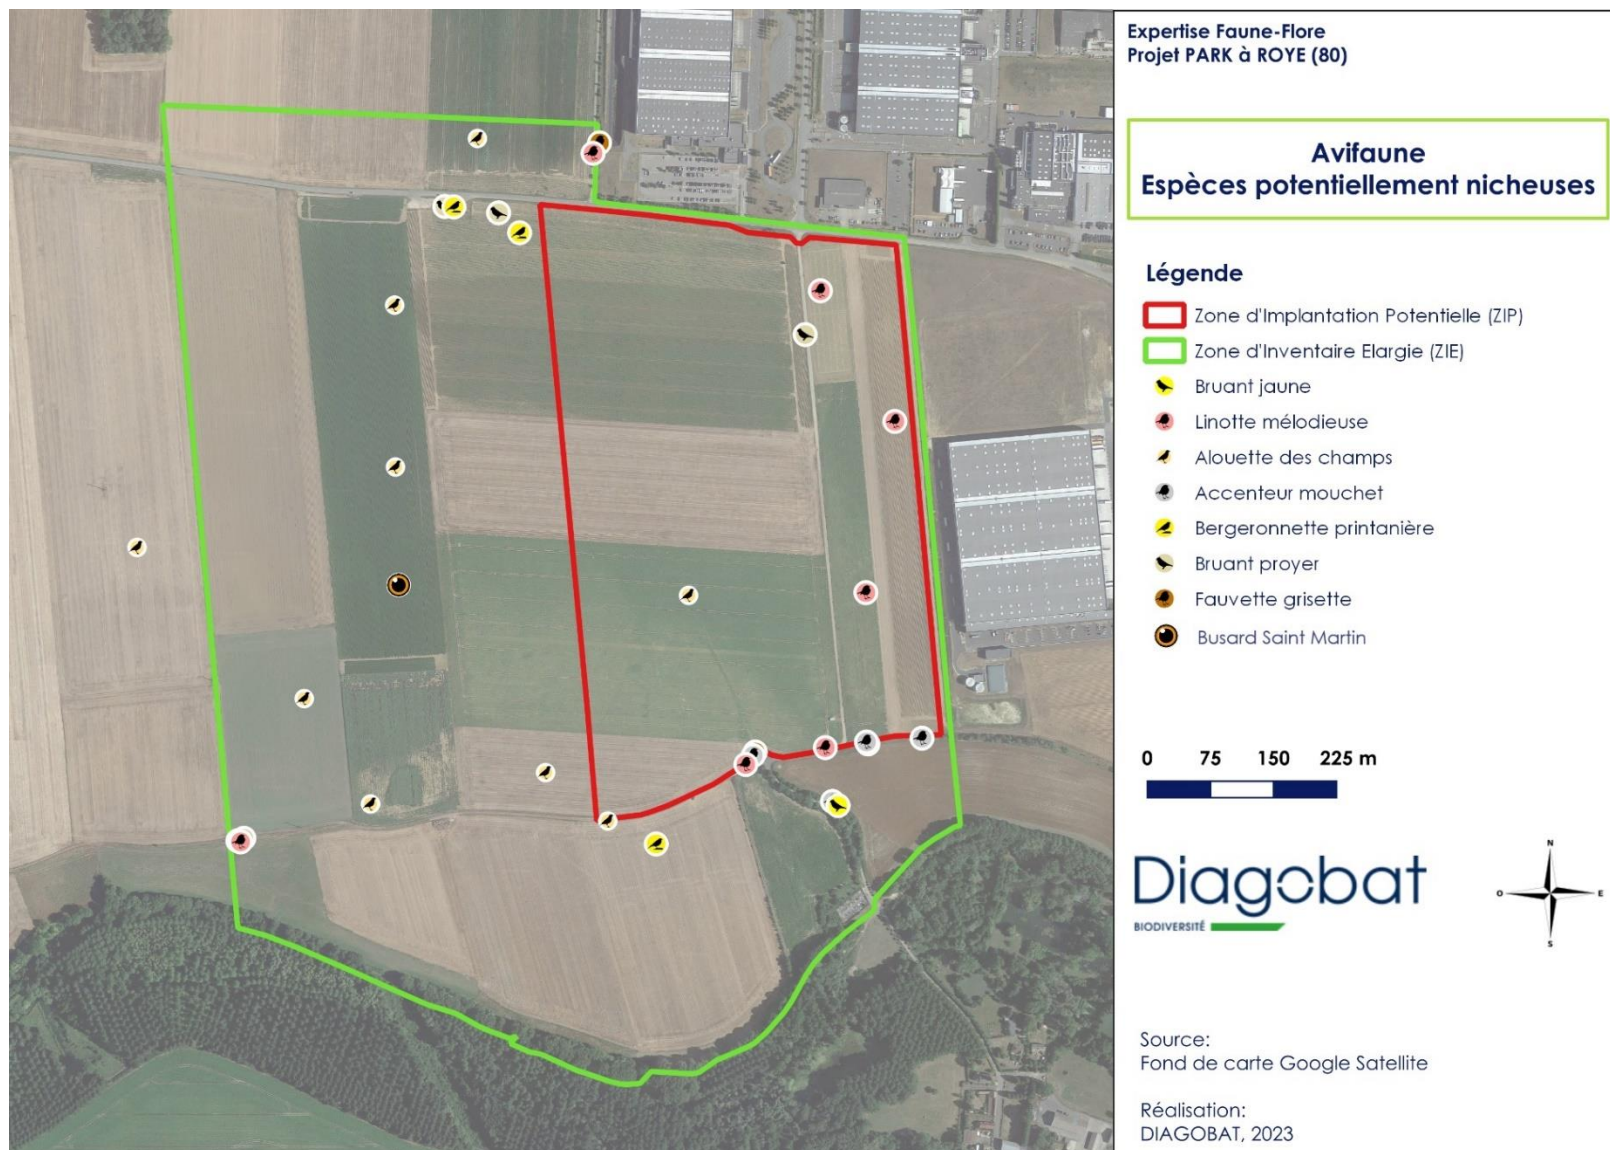 Expertise Faune-Flore
Projet PARK à ROYE (80)
Avifaune
Espèces potentiellement nicheuses
Légende
Zone d'Implantation Potentielle (ZIP)
Zone d'Inventaire Elargie (ZIE)
Bruant jaune
Linotte mélodieuse
Alouette des champs
Accenteur mouchet
Bergeronnette printanière
Bruant proyer
Fauvette grisette
Busard Saint Martin
0 75 150 225 m
Diagobat
BIODIVERSITÉ
N
O E
S
Source:
Fond de carte Google Satellite
Réalisation:
DIAGOBAT, 2023